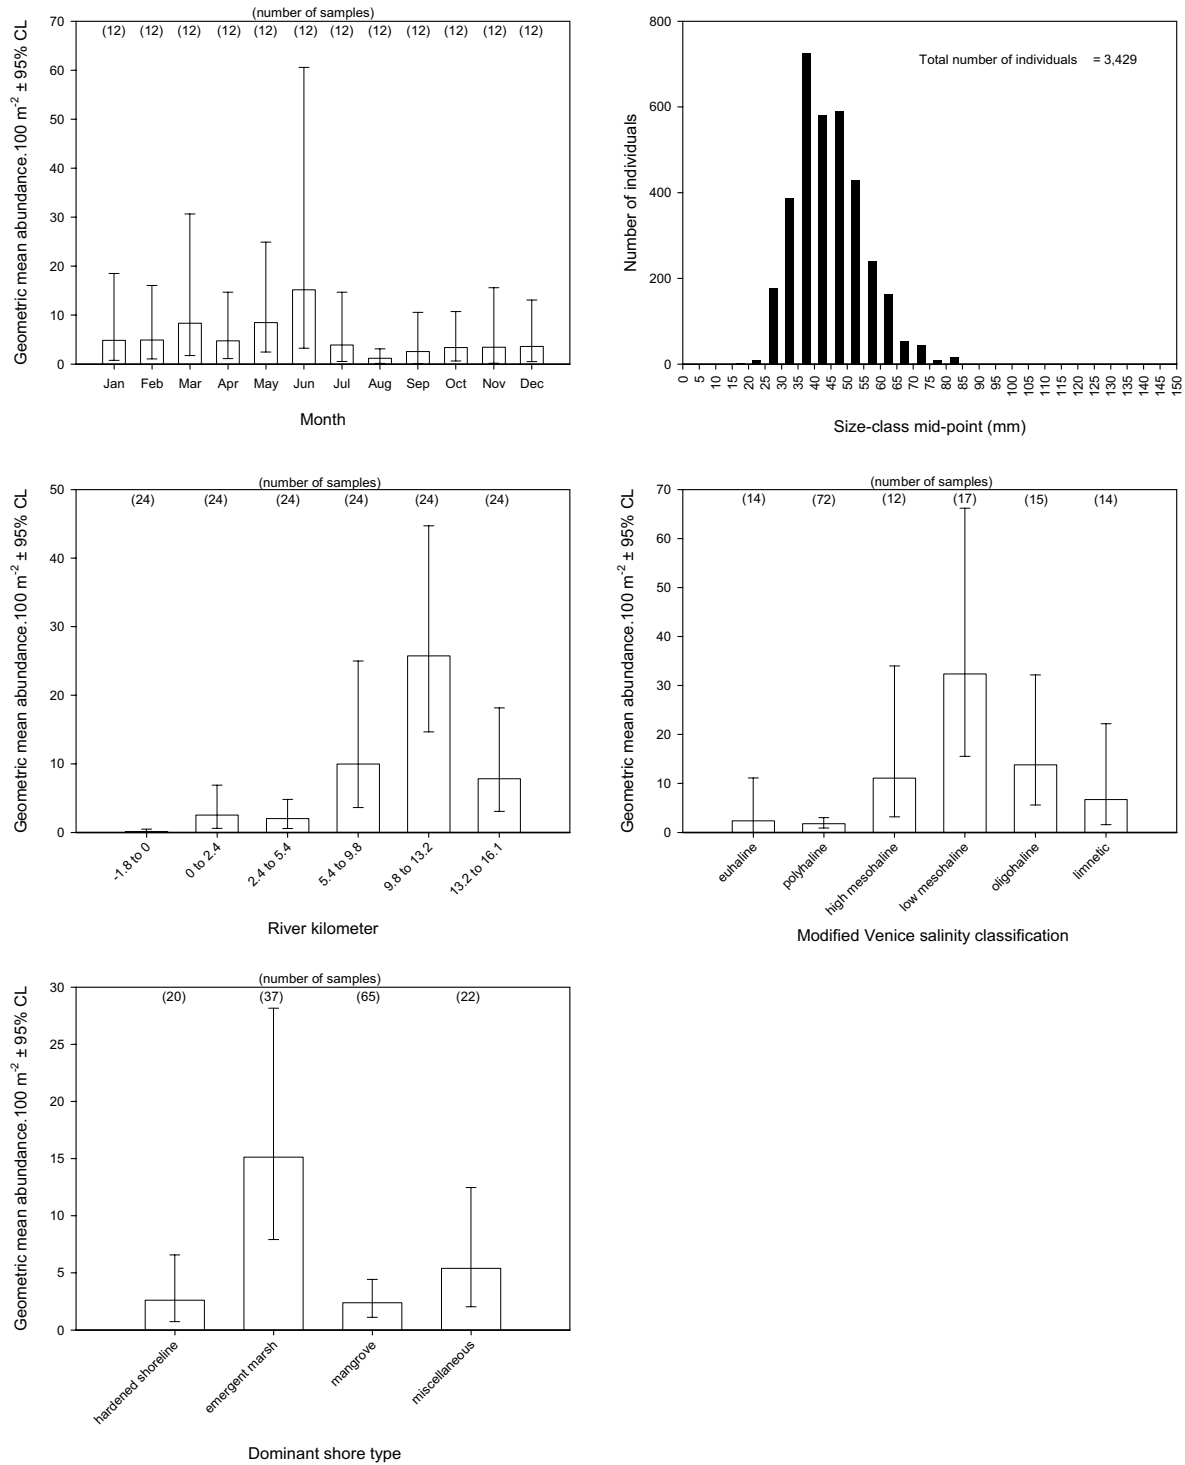 (number of samples)
(12) (12) (12) (12) (12) (12) (12) (12) (12) (12) (12) (12)
Geometric mean abundance.100 m-2 ± 95% CL
70
60
50
40
30
20
10
0
Jan Feb Mar Apr May Jun Jul Aug Sep Oct Nov Dec
Month
Total number of individuals = 3,429
Number of individuals
800
600
400
200
0
0 5 10 15 20 25 30 35 40 45 50 55 60 65 70 75 80 85 90 95 100 105 110 115 120 125 130 135 140 145 150
Size-class mid-point (mm)
(number of samples)
(24) (24) (24) (24) (24) (24)
Geometric mean abundance.100 m-2 ± 95% CL
50
40
30
20
10
0
-1.8 to 0
0 to 2.4
2.4 to 5.4
5.4 to 9.8
9.8 to 13.2
13.2 to 16.1
River kilometer
(number of samples)
(14) (72) (12) (17) (15) (14)
Geometric mean abundance.100 m-2 ± 95% CL
70
60
50
40
30
20
10
0
euhaline
polyhaline
high mesohaline
low mesohaline
oligohaline
limnetic
Modified Venice salinity classification
(number of samples)
(20) (37) (65) (22)
Geometric mean abundance.100 m-2 ± 95% CL
30
25
20
15
10
5
0
hardened shoreline
emergent marsh
mangrove
miscellaneous
Dominant shore type